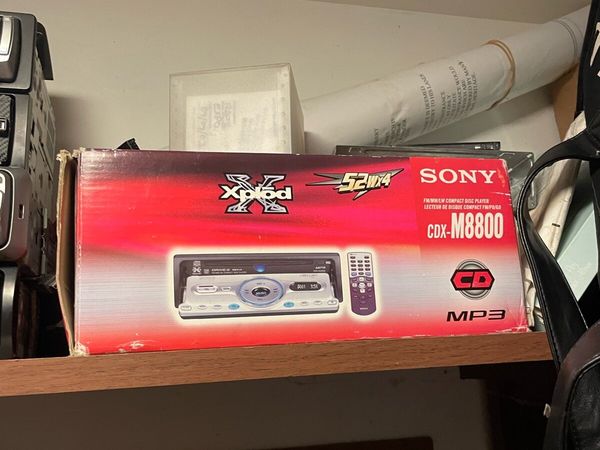 Xplod
52Wx4
SONY
FM/MW/LW COMPACT DISC PLAYER
LECTEUR DE DISQUE COMPACT FM/PO/GO
CDX-M8800
CD
MP3